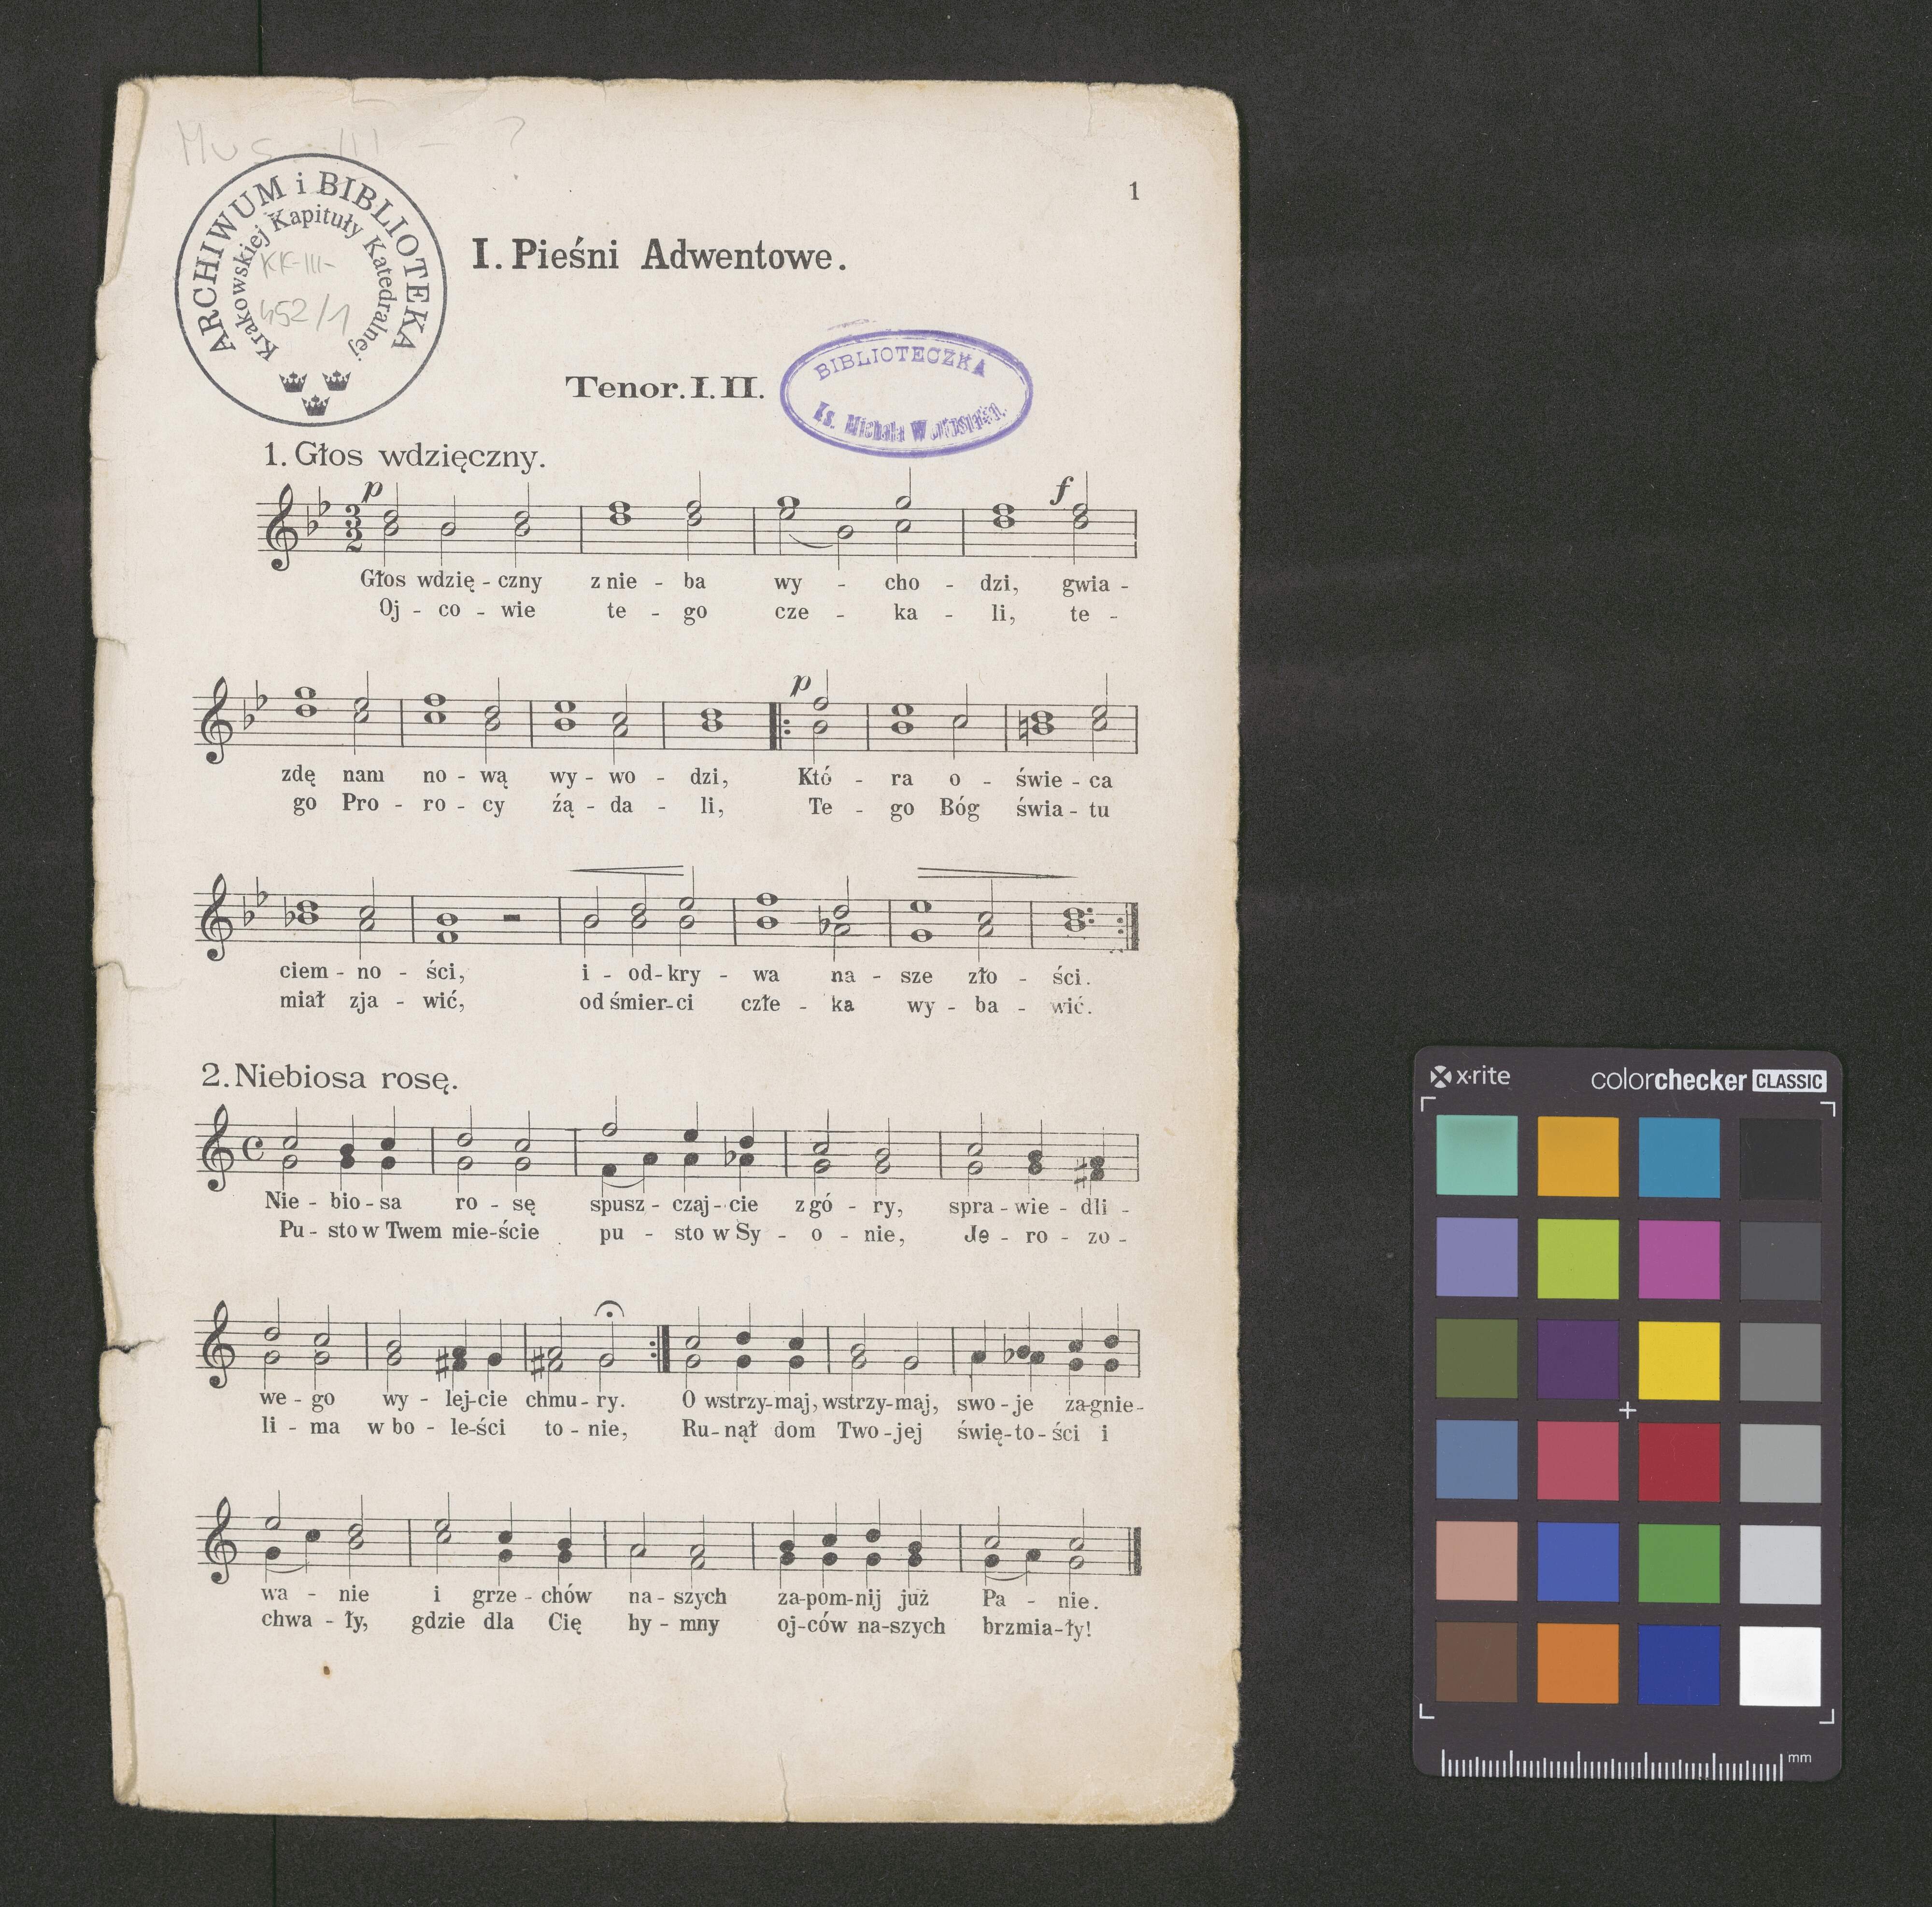 Mus. III - ?
1
ARCHIWUM i BIBLIOTEKA
Krakowskiej Kapituły Katedralnej
KK-III-
452/1
I. Pieśni Adwentowe.
Tenor. I. II.
BIBLIOTECZKA
Ks. Michała
1. Głos wdzięczny.
p
f
3 3
2
Głos wdzię - czny z nie - ba wy - cho - dzi, gwia -
Oj - co - wie te - go cze - ka - li, te -
p
zdę nam no - wą wy - wo - dzi, Któ - ra o - świe - ca
go Pro - ro - cy żą - da - li, Te - go Bóg świa - tu
ciem - no - ści, i - od - kry - wa na - sze zło - ści.
miał zja - wić, od śmier - ci człe - ka wy - ba - wić.
2. Niebiosa rosę.
Nie - bio - sa ro - sę spusz - czaj - cie z gó - ry, spra - wie - dli -
Pu - sto w Twem mie - ście pu - sto w Sy - o - nie, Je - ro - zo -
we - go wy - lej - cie chmu - ry. O wstrzy - maj, wstrzy - maj, swo - je za - gnie -
li - ma w bo - le - ści to - nie, Ru - nął dom Two - jej świę - to - ści i
wa - nie i grze - chów na - szych za - pom - nij już Pa - nie.
chwa - ły, gdzie dla Cię hy - mny oj - ców na - szych brzmia - ły!
x·rite colorchecker CLASSIC
mm